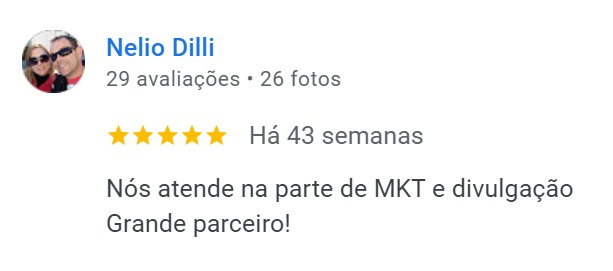 Nelio Dilli
29 avaliações • 26 fotos
Há 43 semanas
Nós atende na parte de MKT e divulgação
Grande parceiro!